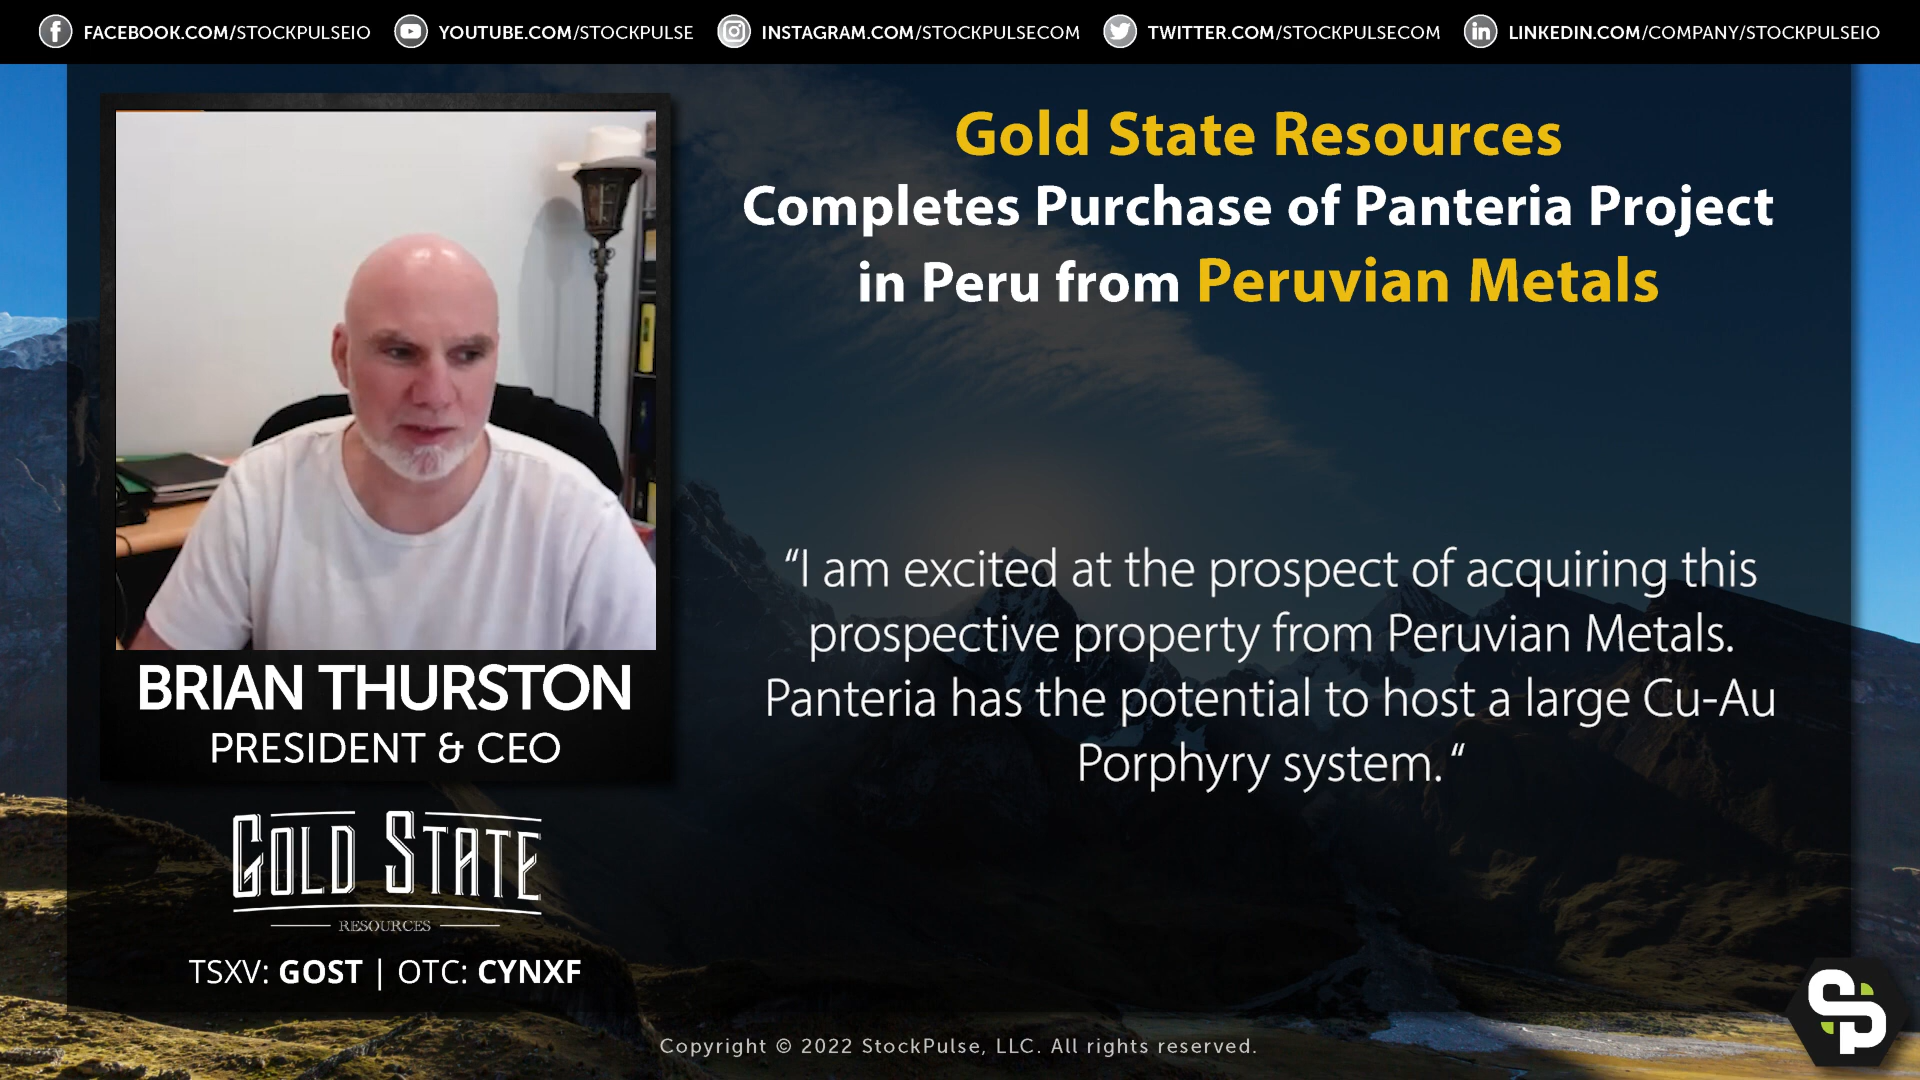 FACEBOOK.COM/STOCKPULSEIO YOUTUBE.COM/STOCKPULSE INSTAGRAM.COM/STOCKPULSECOM TWITTER.COM/STOCKPULSECOM LINKEDIN.COM/COMPANY/STOCKPULSEIO
Gold State Resources
Completes Purchase of Panteria Project
in Peru from Peruvian Metals
“I am excited at the prospect of acquiring this
prospective property from Peruvian Metals.
Panteria has the potential to host a large Cu-Au
Porphyry system.“
BRIAN THURSTON
PRESIDENT & CEO
GOLD STATE
RESOURCES
TSXV: GOST | OTC: CYNXF
SP
Copyright © 2022 StockPulse, LLC. All rights reserved.